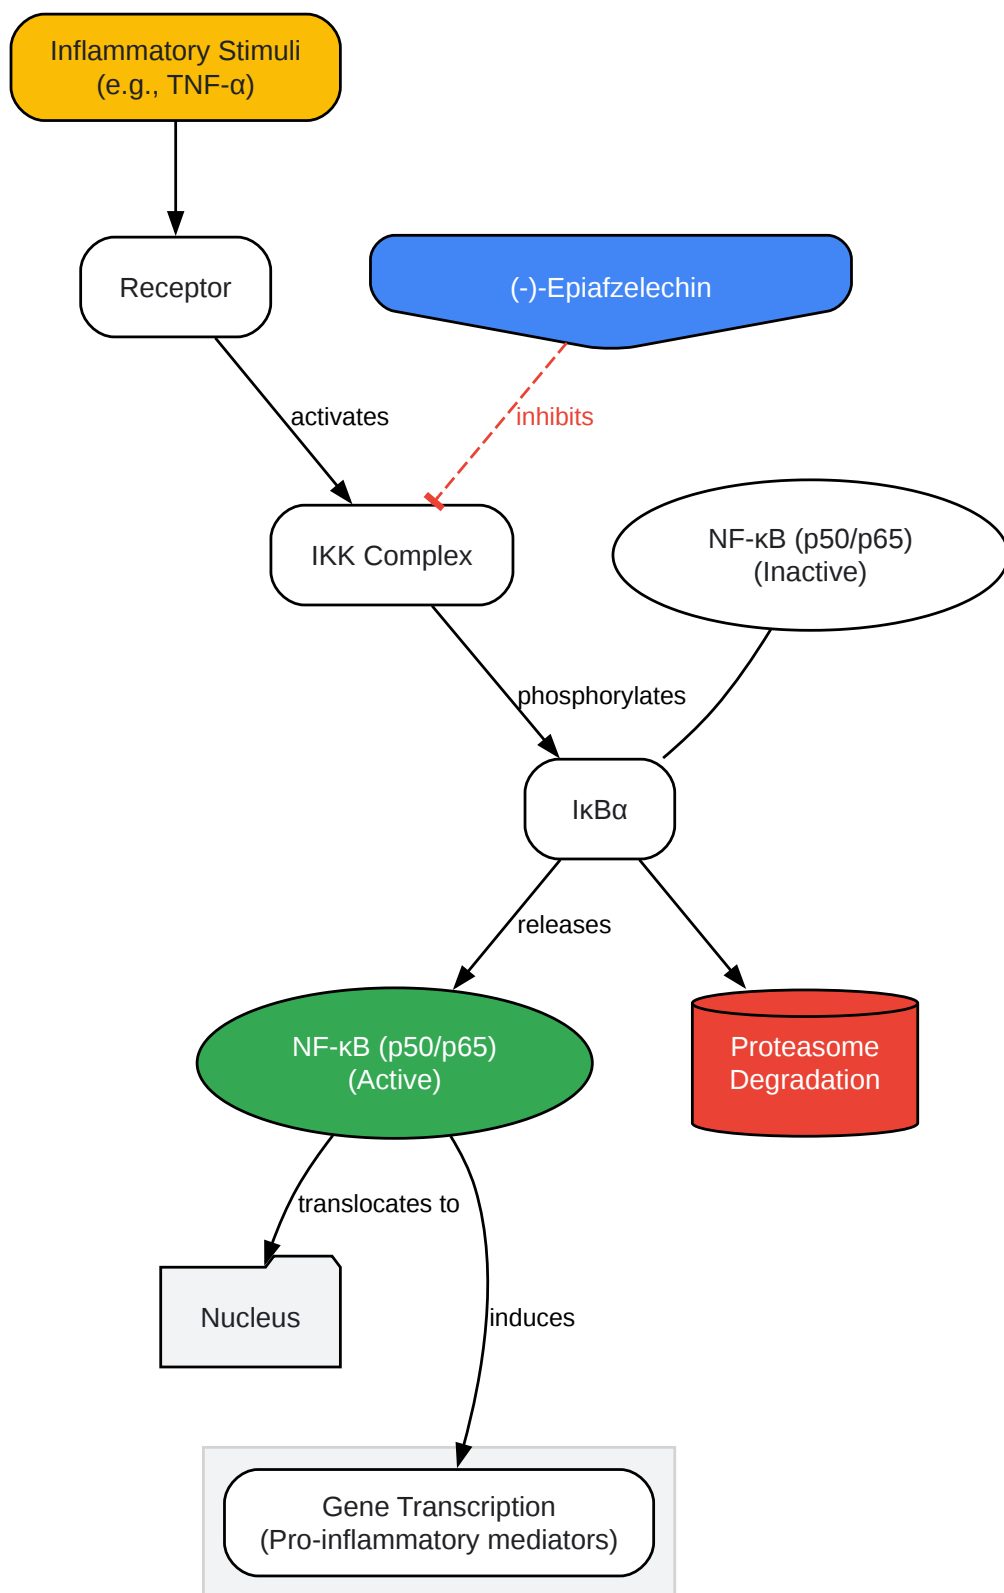 Inflammatory Stimuli
(e.g., TNF-α)
Receptor
(-)-Epiafzelechin
activates
inhibits
IKK Complex
NF-κB (p50/p65)
(Inactive)
phosphorylates
IκBα
releases
NF-κB (p50/p65)
(Active)
Proteasome
Degradation
translocates to
Nucleus
induces
Gene Transcription
(Pro-inflammatory mediators)